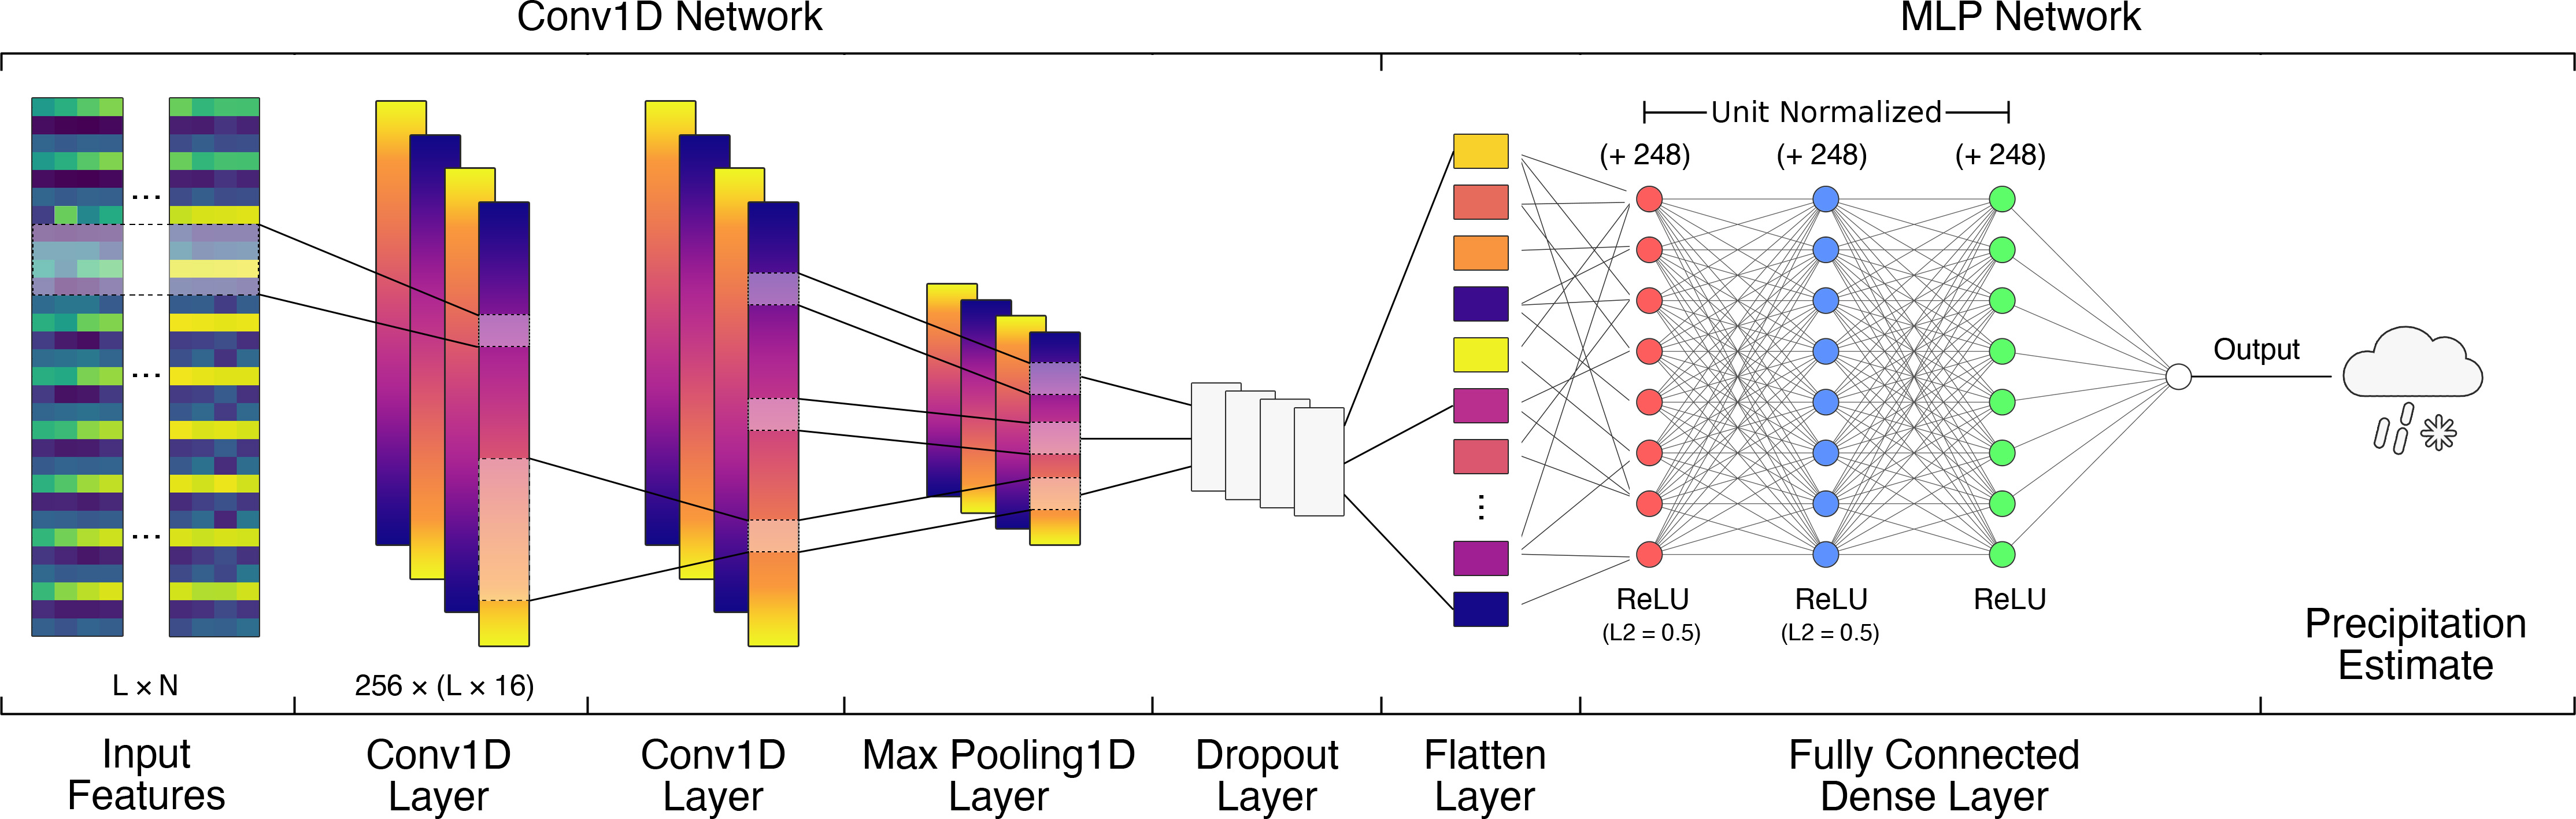 Conv1D Network
MLP Network
Unit Normalized
(+ 248)
(+ 248)
(+ 248)
...
...
...
...
Output
ReLU
(L2 = 0.5)
ReLU
(L2 = 0.5)
ReLU
Precipitation
Estimate
L × N
256 × (L × 16)
Input
Features
Conv1D
Layer
Conv1D
Layer
Max Pooling1D
Layer
Dropout
Layer
Flatten
Layer
Fully Connected
Dense Layer